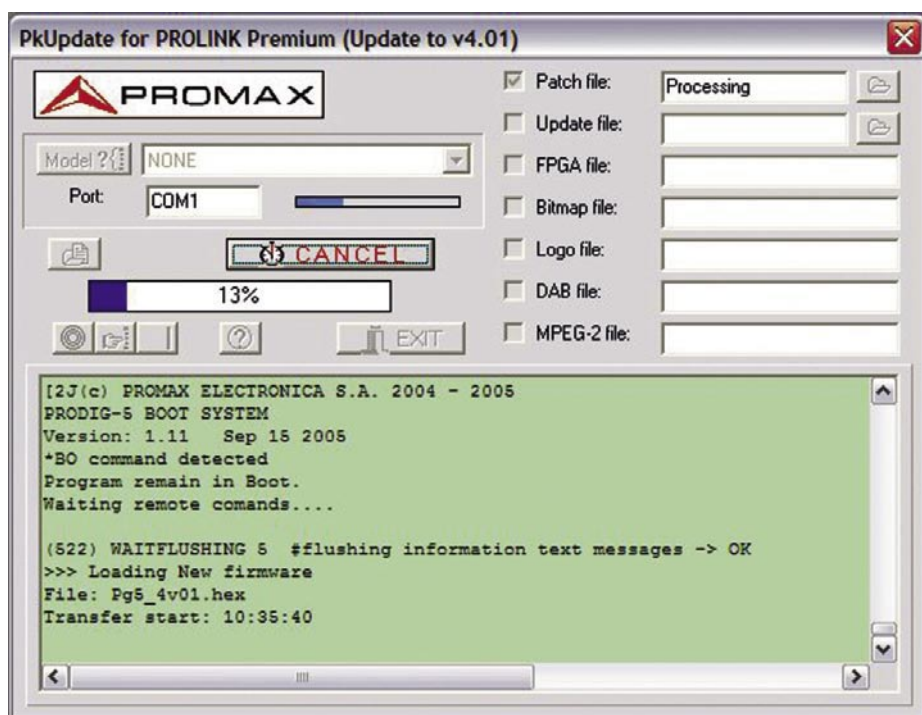 PkUpdate for PROLINK Premium (Update to v4.01)
PROMAX
Model ?
NONE
Port:
COM1
CANCEL
13%
EXIT
Patch file:
Processing
Update file:
FPGA file:
Bitmap file:
Logo file:
DAB file:
MPEG-2 file:
[2J(c) PROMAX ELECTRONICA S.A. 2004 - 2005
PRODIG-5 BOOT SYSTEM
Version: 1.11   Sep 15 2005
*BO command detected
Program remain in Boot.
Waiting remote comands....
(522) WAITFLUSHING 5  #flushing information text messages -> OK
>>> Loading New firmware
File: Pg5_4v01.hex
Transfer start: 10:35:40